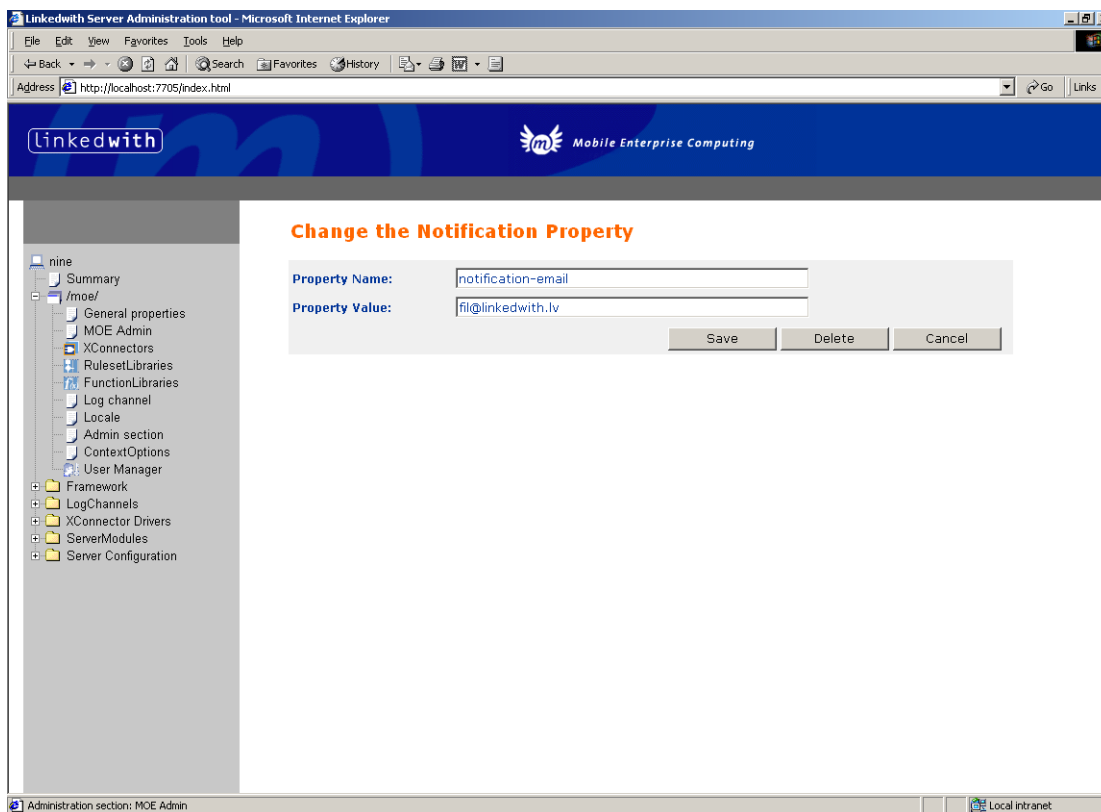 Linkedwith Server Administration tool - Microsoft Internet Explorer
File Edit View Favorites Tools Help
Back Search Favorites History
Address http://localhost:7705/index.html Go Links
linkedwith
m Mobile Enterprise Computing
Change the Notification Property
nine
Summary
/moe/
General properties
MOE Admin
XConnectors
RulesetLibraries
FunctionLibraries
Log channel
Locale
Admin section
ContextOptions
User Manager
Framework
LogChannels
XConnector Drivers
ServerModules
Server Configuration
Property Name: notification-email
Property Value: fil@linkedwith.lv
Save Delete Cancel
Administration section: MOE Admin Local intranet